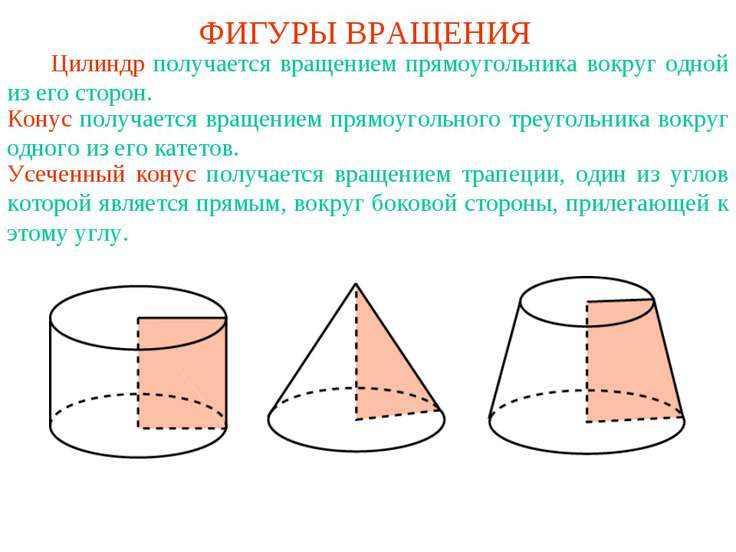 ФИГУРЫ ВРАЩЕНИЯ
Цилиндр получается вращением прямоугольника вокруг одной
из его сторон.
Конус получается вращением прямоугольного треугольника вокруг
одного из его катетов.
Усеченный конус получается вращением трапеции, один из углов
которой является прямым, вокруг боковой стороны, прилегающей к
этому углу.